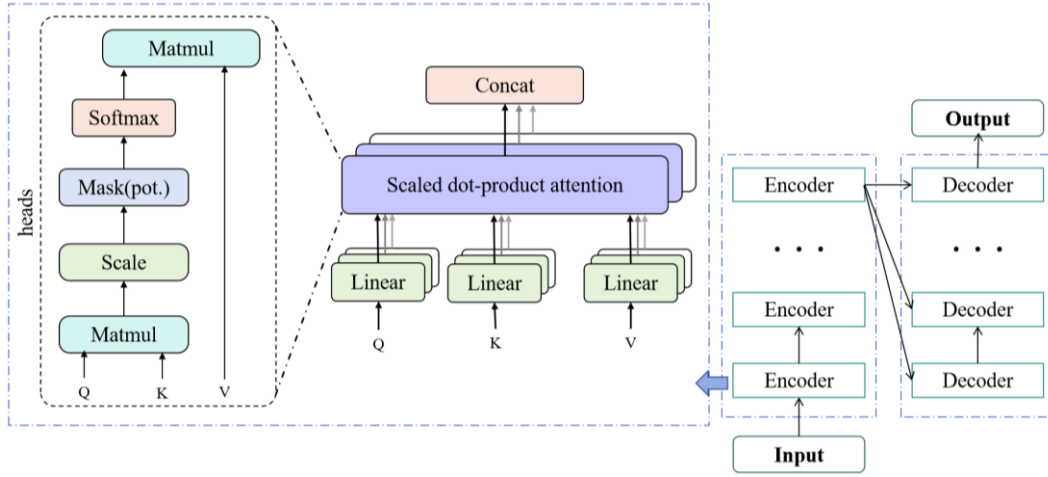 Matmul
Softmax
Mask(pot.)
Scale
Matmul
Q K V
heads
Concat
Scaled dot-product attention
Linear Linear Linear
Q K V
Output
Encoder Decoder
. . . . . .
Encoder Decoder
Encoder Decoder
Input